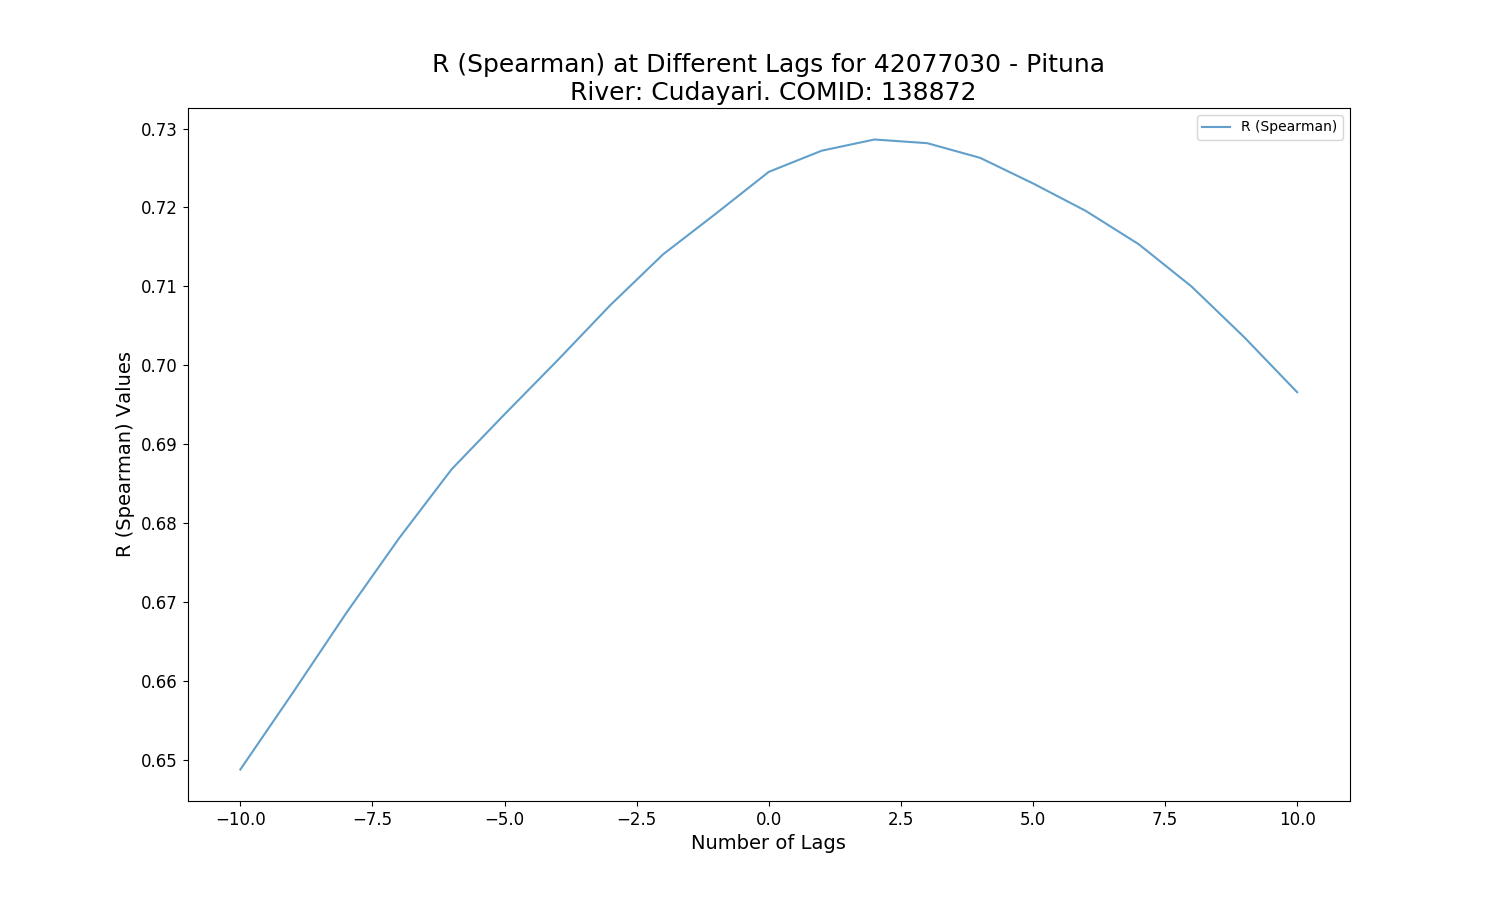 R (Spearman) at Different Lags for 42077030 - Pituna
River: Cudayari. COMID: 138872
R (Spearman)
R (Spearman) Values
0.73
0.72
0.71
0.70
0.69
0.68
0.67
0.66
0.65
−10.0 −7.5 −5.0 −2.5 0.0 2.5 5.0 7.5 10.0
Number of Lags